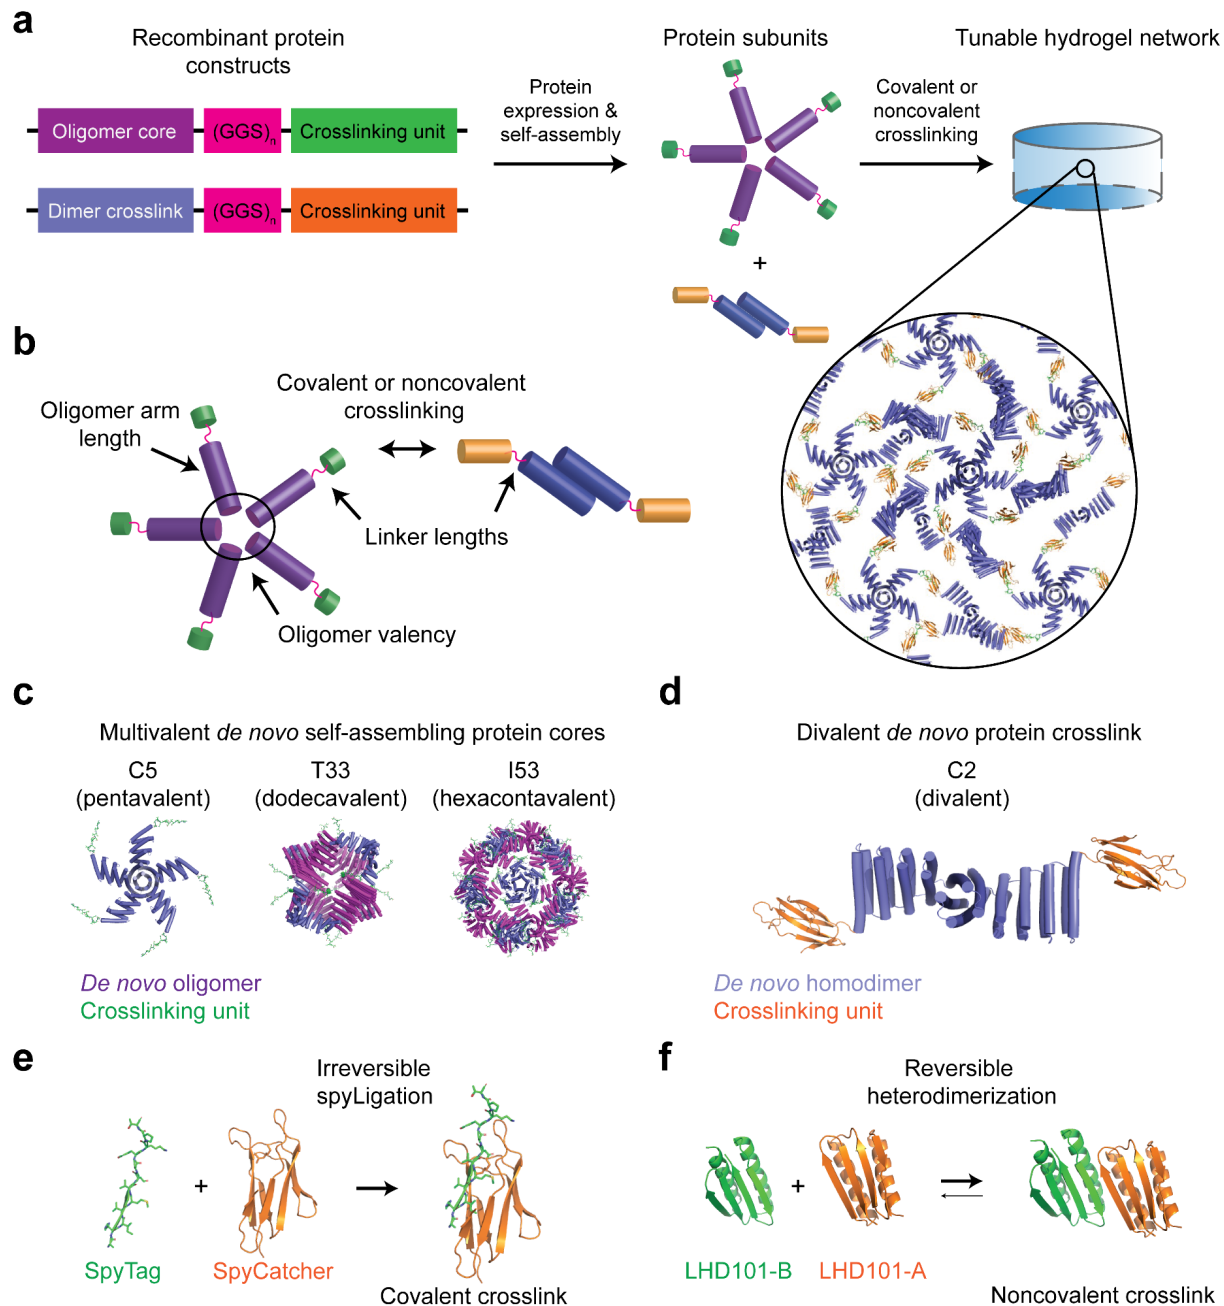 a
Recombinant protein
constructs
Oligomer core
(GGS)n
Crosslinking unit
Dimer crosslink
(GGS)n
Crosslinking unit
Protein
expression &
self-assembly
Protein subunits
+
Covalent or
noncovalent
crosslinking
Tunable hydrogel network
b
Oligomer arm
length
Covalent or noncovalent
crosslinking
Linker lengths
Oligomer valency
c
Multivalent de novo self-assembling protein cores
C5
(pentavalent)
T33
(dodecavalent)
I53
(hexacontavalent)
De novo oligomer
Crosslinking unit
d
Divalent de novo protein crosslink
C2
(divalent)
De novo homodimer
Crosslinking unit
e
Irreversible
spyLigation
+
SpyTag
SpyCatcher
Covalent crosslink
f
Reversible
heterodimerization
+
LHD101-B
LHD101-A
Noncovalent crosslink